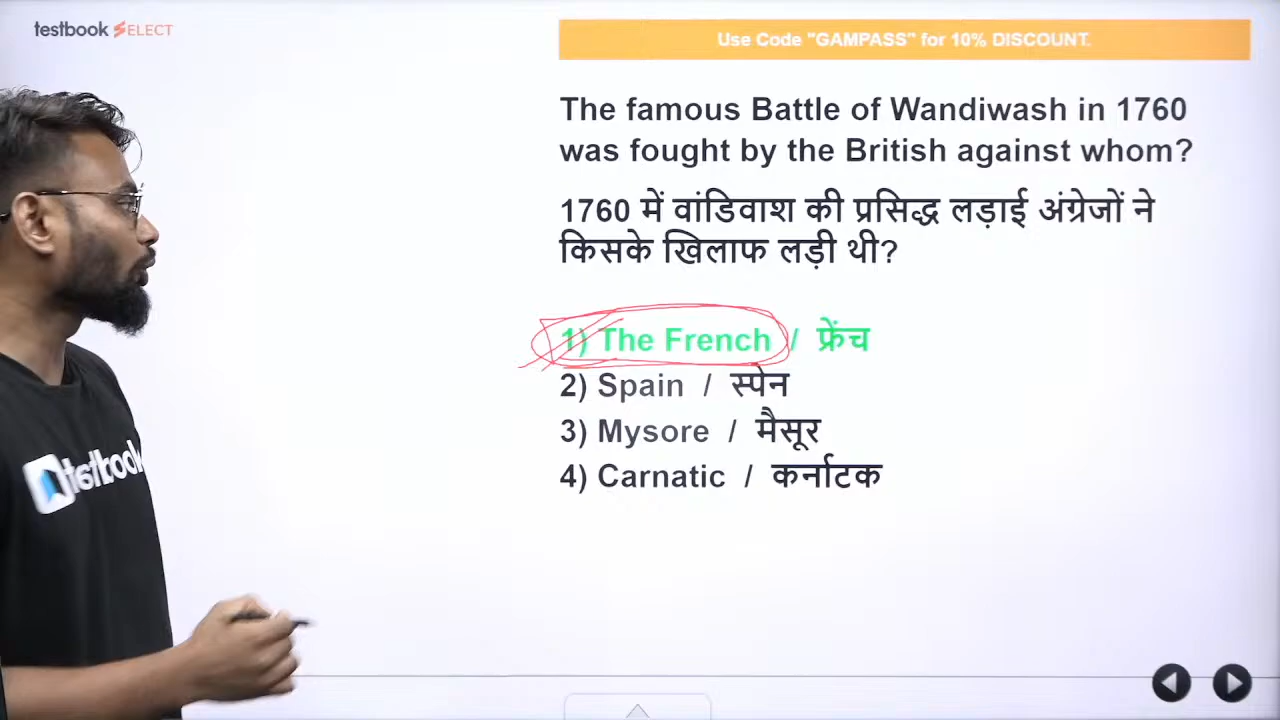 testbook SELECT
Use Code "GAMPASS" for 10% DISCOUNT.
The famous Battle of Wandiwash in 1760
was fought by the British against whom?
1760 में वांडिवाश की प्रसिद्ध लड़ाई अंग्रेजों ने
किसके खिलाफ लड़ी थी?
1) The French / फ्रेंच
2) Spain / स्पेन
3) Mysore / मैसूर
4) Carnatic / कर्नाटक
testbook